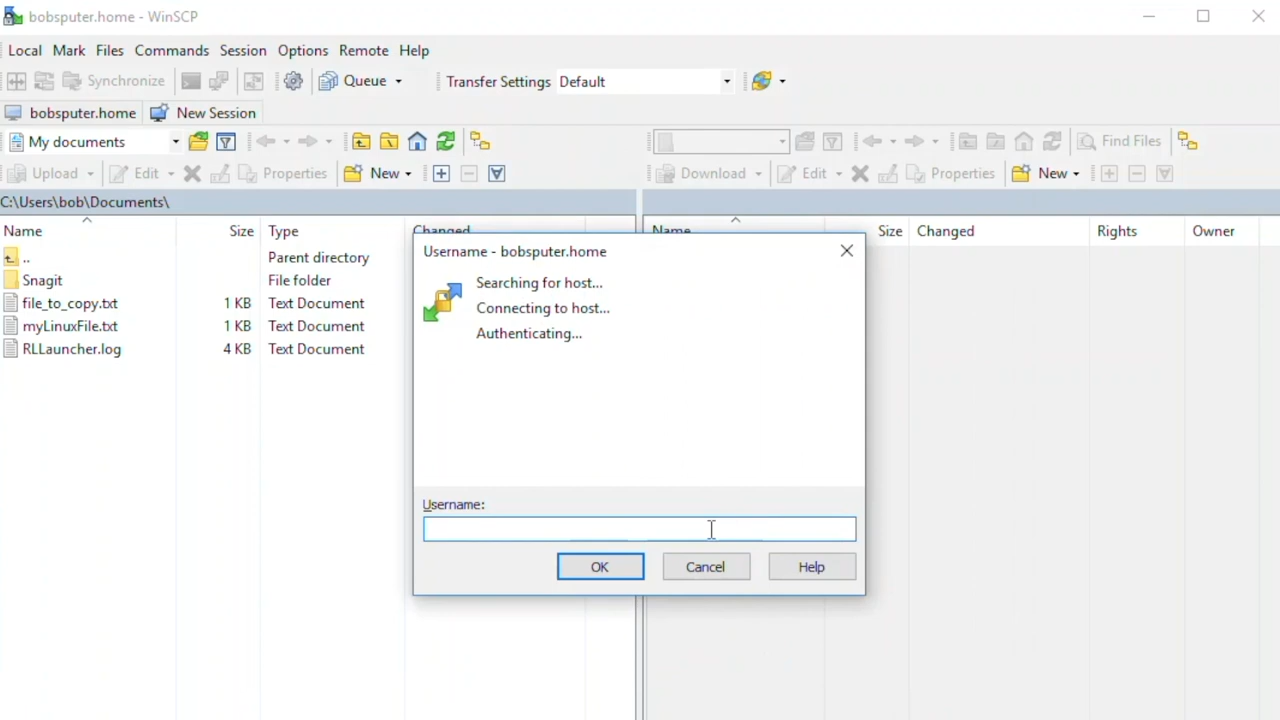 bobsputer.home - WinSCP
Local Mark Files Commands Session Options Remote Help
Synchronize Queue Transfer Settings Default
bobsputer.home New Session
My documents Find Files
Upload Edit Properties New Download Edit Properties New
C:\Users\bob\Documents\
Name Size Type Changed Name Size Changed Rights Owner
.. Parent directory
Snagit File folder
file_to_copy.txt 1 KB Text Document
myLinuxFile.txt 1 KB Text Document
RLLauncher.log 4 KB Text Document
Username - bobsputer.home
Searching for host...
Connecting to host...
Authenticating...
Username:
OK Cancel Help